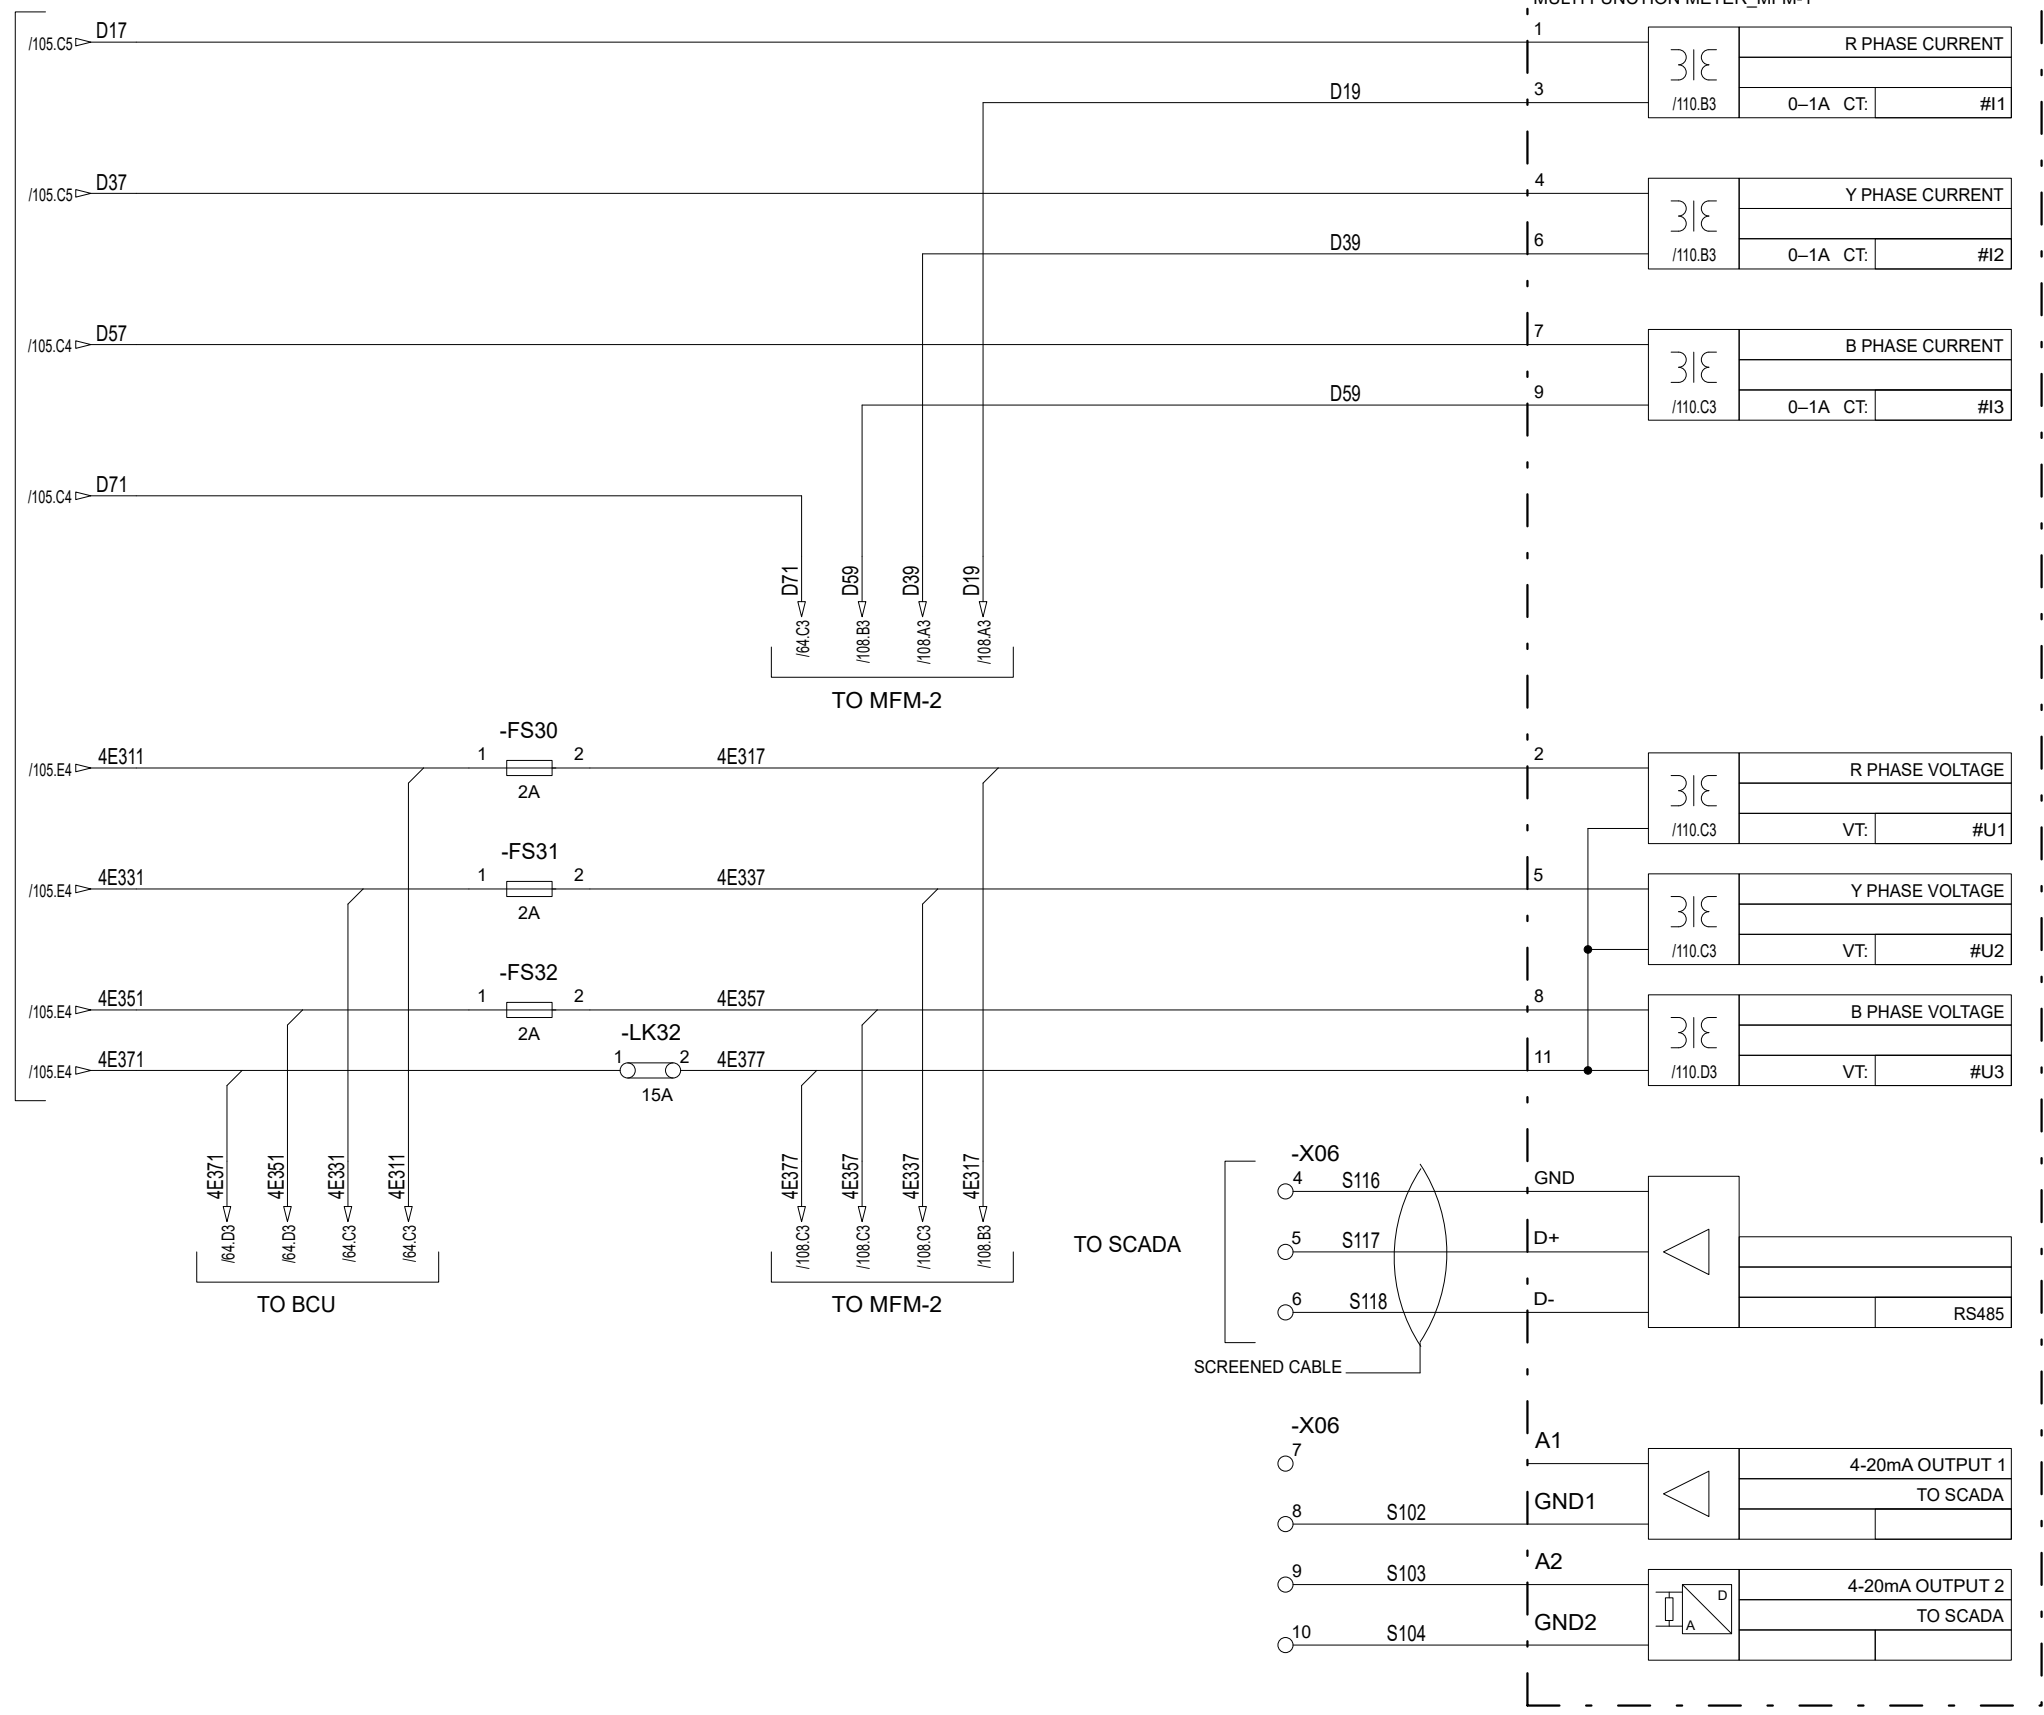 MULTI FUNCTION METER_MFM-1
/105.C5 D17 1 R PHASE CURRENT
D19 3 /110.B3 0–1A CT: #I1
/105.C5 D37 4 Y PHASE CURRENT
D39 6 /110.B3 0–1A CT: #I2
/105.C4 D57 7 B PHASE CURRENT
D59 9 /110.C3 0–1A CT: #I3
/105.C4 D71
D71 D59 D39 D19
/64.C3 /108.B3 /108.A3 /108.A3
TO MFM-2
-FS30
/105.E4 4E311 1 2 4E317 2 R PHASE VOLTAGE
2A
/110.C3 VT: #U1
-FS31
/105.E4 4E331 1 2 4E337 5 Y PHASE VOLTAGE
2A
/110.C3 VT: #U2
-FS32
/105.E4 4E351 1 2 4E357 8 B PHASE VOLTAGE
2A
-LK32
/105.E4 4E371 1 2 4E377 11 /110.D3 VT: #U3
15A
4E371 4E351 4E331 4E311
/64.D3 /64.D3 /64.C3 /64.C3
TO BCU
4E377 4E357 4E337 4E317
/108.C3 /108.C3 /108.C3 /108.B3
TO MFM-2
-X06
4 S116 GND
TO SCADA
5 S117 D+
6 S118 D-
RS485
SCREENED CABLE
-X06
7 A1 4-20mA OUTPUT 1
TO SCADA
8 S102 GND1
9 S103 A2 4-20mA OUTPUT 2
D
A
TO SCADA
10 S104 GND2